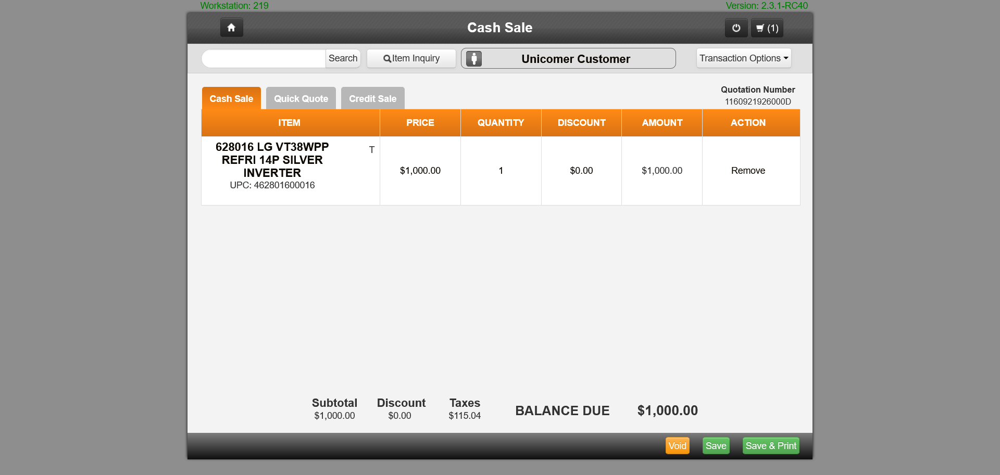 Workstation: 219
Version: 2.3.1-RC40
Cash Sale
(1)
Search
Item Inquiry
Unicomer Customer
Transaction Options
Cash Sale
Quick Quote
Credit Sale
Quotation Number
1160921926000D
ITEM
PRICE
QUANTITY
DISCOUNT
AMOUNT
ACTION
628016 LG VT38WPP
REFRI 14P SILVER
INVERTER
UPC: 462801600016
T
$1,000.00
1
$0.00
$1,000.00
Remove
Subtotal
$1,000.00
Discount
$0.00
Taxes
$115.04
BALANCE DUE
$1,000.00
Void
Save
Save & Print